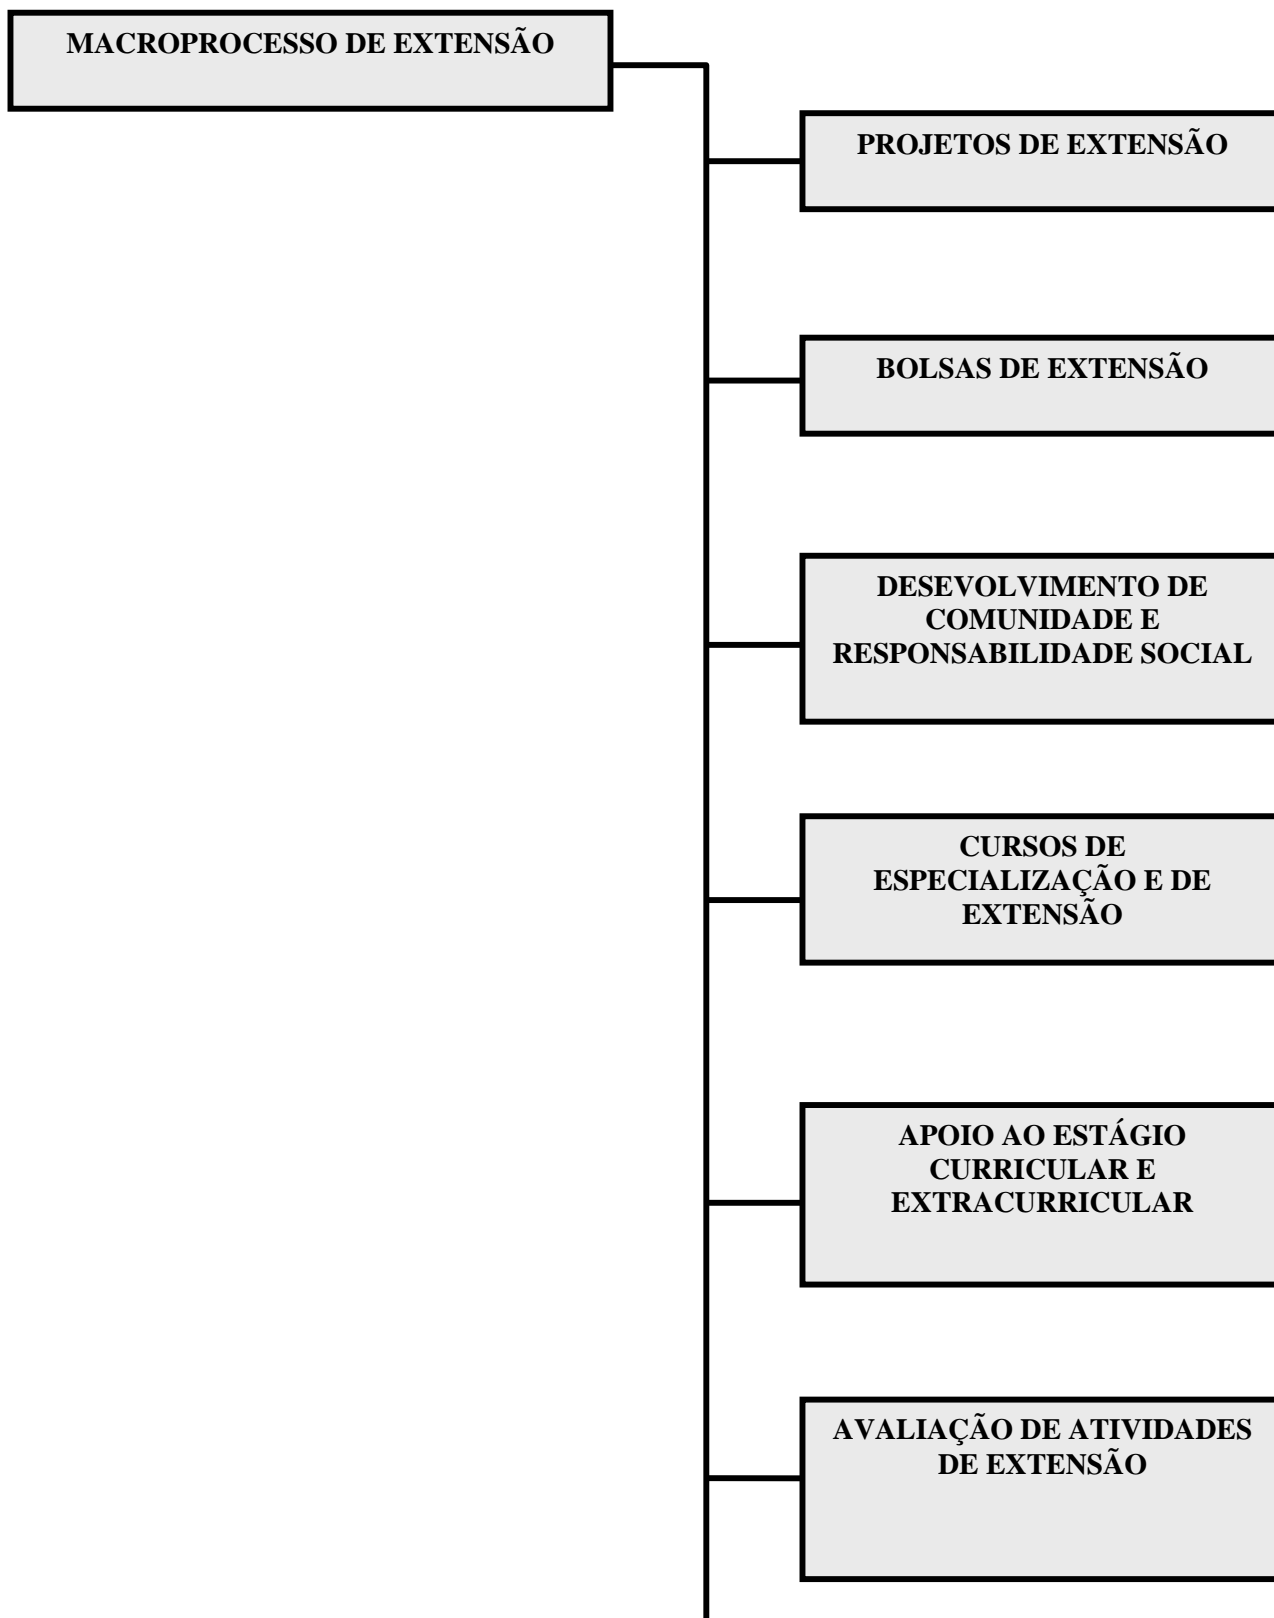 MACROPROCESSO DE EXTENSÃO
PROJETOS DE EXTENSÃO
BOLSAS DE EXTENSÃO
DESEVOLVIMENTO DE
COMUNIDADE E
RESPONSABILIDADE SOCIAL
CURSOS DE
ESPECIALIZAÇÃO E DE
EXTENSÃO
APOIO AO ESTÁGIO
CURRICULAR E
EXTRACURRICULAR
AVALIAÇÃO DE ATIVIDADES
DE EXTENSÃO